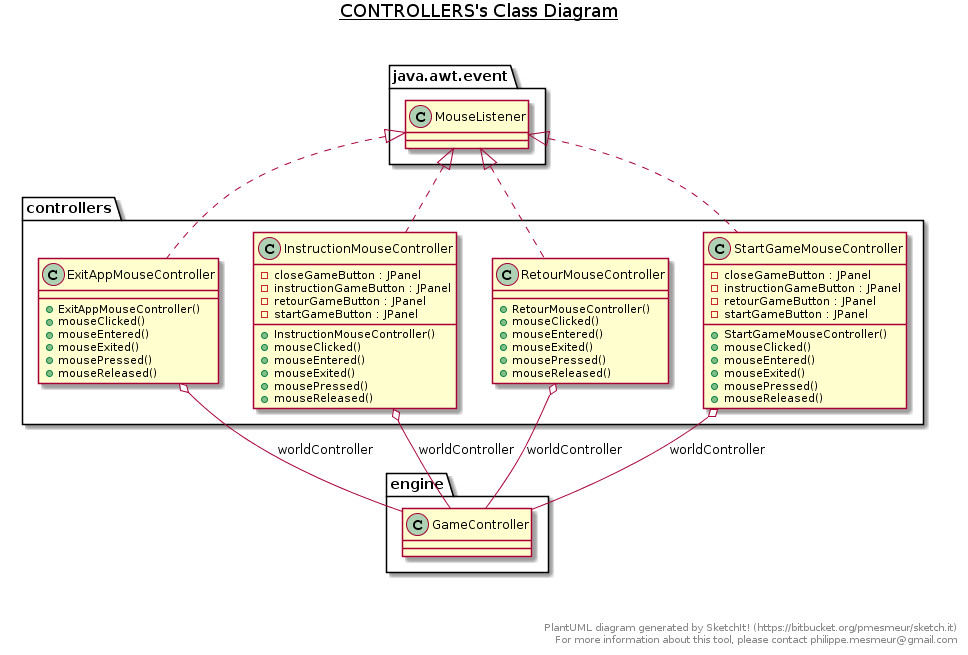 CONTROLLERS's Class Diagram
java.awt.event
C MouseListener
controllers
C ExitAppMouseController
ExitAppMouseController()
mouseClicked()
mouseEntered()
mouseExited()
mousePressed()
mouseReleased()
C InstructionMouseController
closeGameButton : JPanel
instructionGameButton : JPanel
retourGameButton : JPanel
startGameButton : JPanel
InstructionMouseController()
mouseClicked()
mouseEntered()
mouseExited()
mousePressed()
mouseReleased()
C RetourMouseController
RetourMouseController()
mouseClicked()
mouseEntered()
mouseExited()
mousePressed()
mouseReleased()
C StartGameMouseController
closeGameButton : JPanel
instructionGameButton : JPanel
retourGameButton : JPanel
startGameButton : JPanel
StartGameMouseController()
mouseClicked()
mouseEntered()
mouseExited()
mousePressed()
mouseReleased()
worldController
worldController
worldController
worldController
engine
C GameController
PlantUML diagram generated by SketchIt! (https://bitbucket.org/pmesmeur/sketch.it)
For more information about this tool, please contact philippe.mesmeur@gmail.com